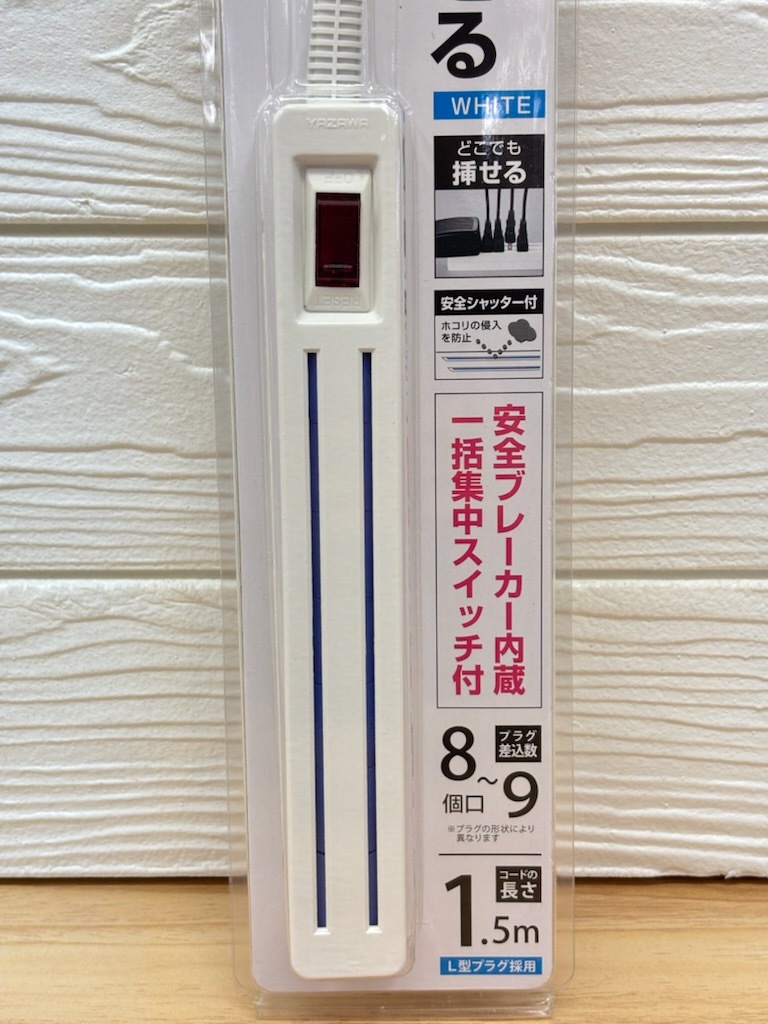 る
WHITE
YAZAWA
OFF
RESET
どこでも
挿せる
安全シャッター付
ホコリの侵入
を防止
安全ブレーカー内蔵
一括集中スイッチ付
プラグ
差込数
8〜9
個口
※プラグの形状により
異なります
コードの
長さ
1.5m
L型プラグ採用